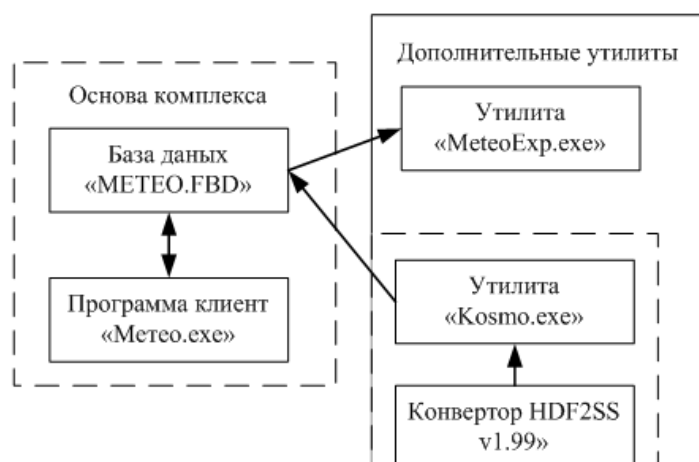 Основа комплекса
База даных
«METEO.FBD»
Программа клиент
«Meteo.exe»
Дополнительные утилиты
Утилита
«MeteoExp.exe»
Утилита
«Kosmo.exe»
Конвертор HDF2SS
v1.99»